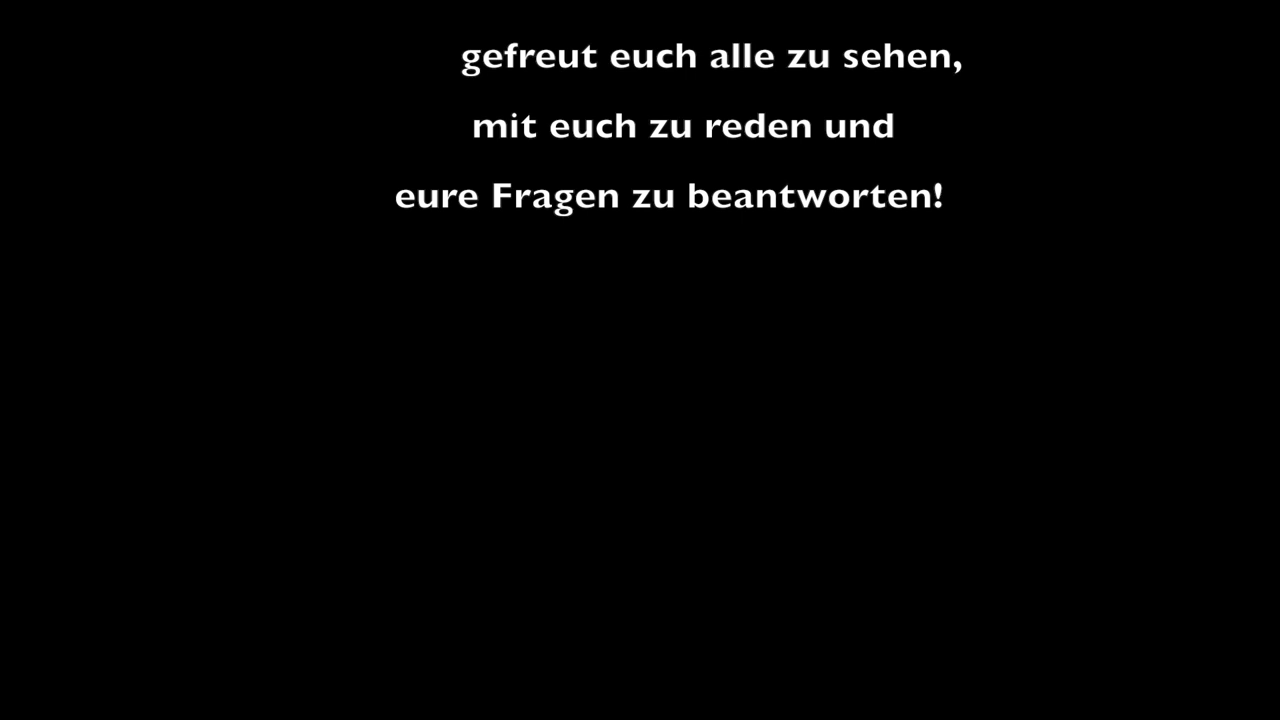 gefreut euch alle zu sehen,
mit euch zu reden und
eure Fragen zu beantworten!